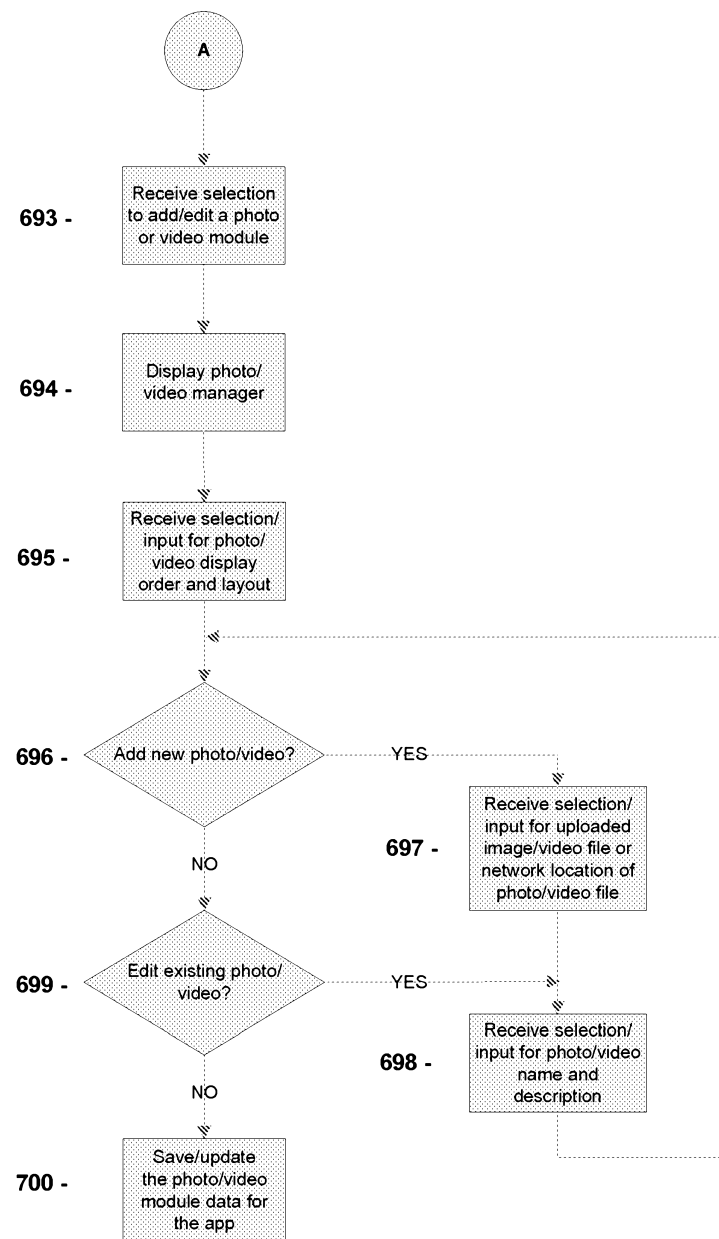 A
693 -
Receive selection
to add/edit a photo
or video module
694 -
Display photo/
video manager
695 -
Receive selection/
input for photo/
video display
order and layout
696 -
Add new photo/video?
YES
697 -
Receive selection/
input for uploaded
image/video file or
network location of
photo/video file
NO
699 -
Edit existing photo/
video?
YES
698 -
Receive selection/
input for photo/video
name and
description
NO
700 -
Save/update
the photo/video
module data for
the app